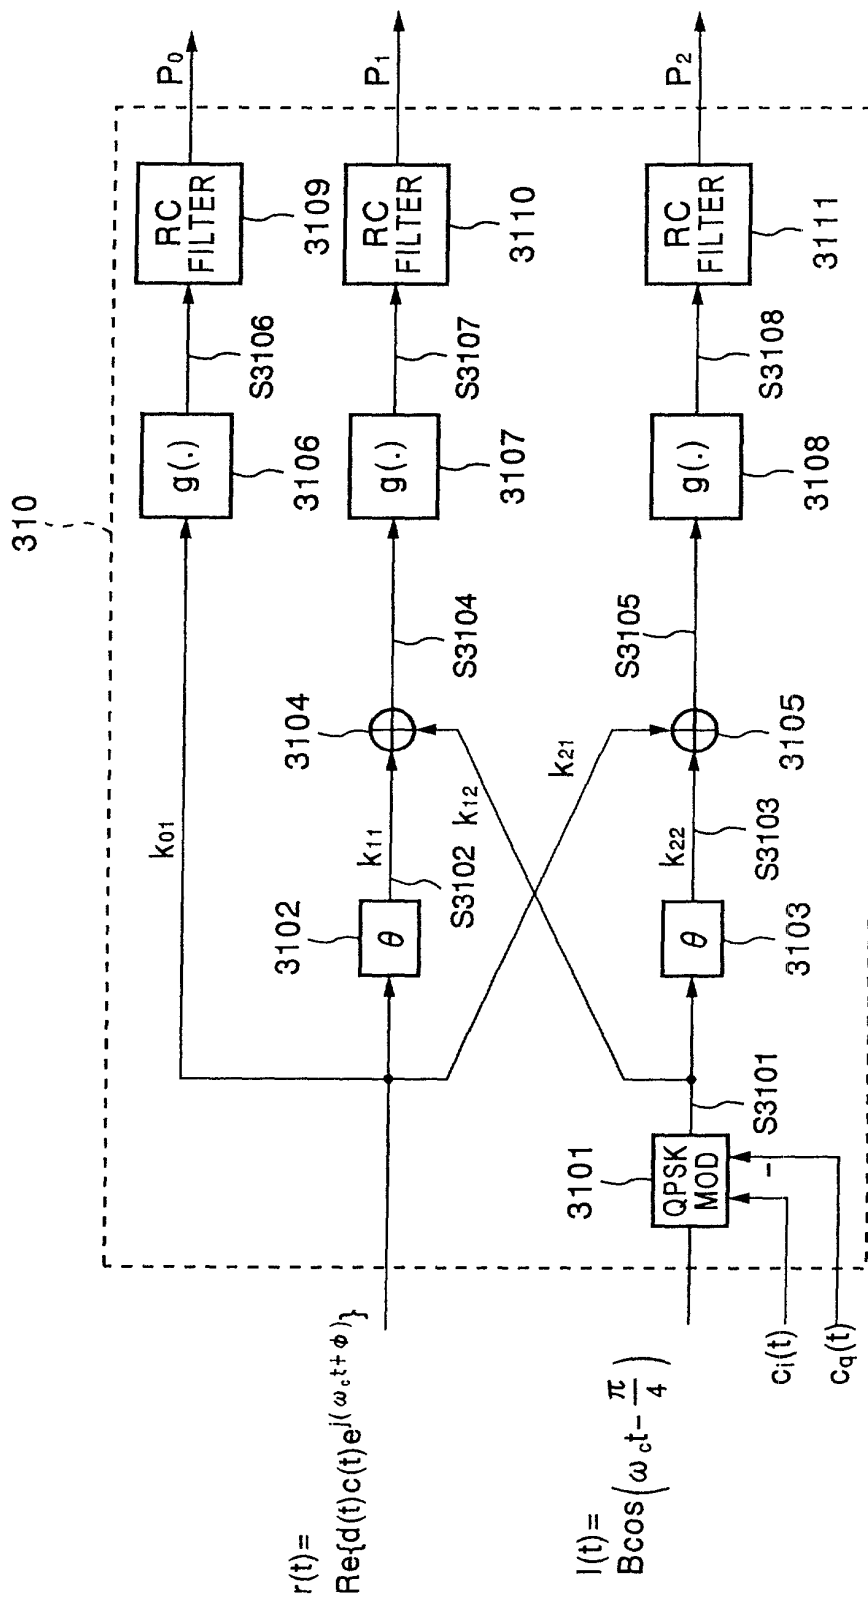 310
k01
g(.)
3106
S3106
RC
FILTER
3109
P0
r(t)=
Re{d(t)c(t)e^j(ω_c t+φ)}
θ
3102
k11
S3102
3104
S3104
g(.)
3107
S3107
RC
FILTER
3110
P1
k12
k21
l(t)=
Bcos(ω_c t-π/4)
QPSK
MOD
3101
-
S3101
ci(t)
cq(t)
θ
3103
k22
S3103
3105
S3105
g(.)
3108
S3108
RC
FILTER
3111
P2